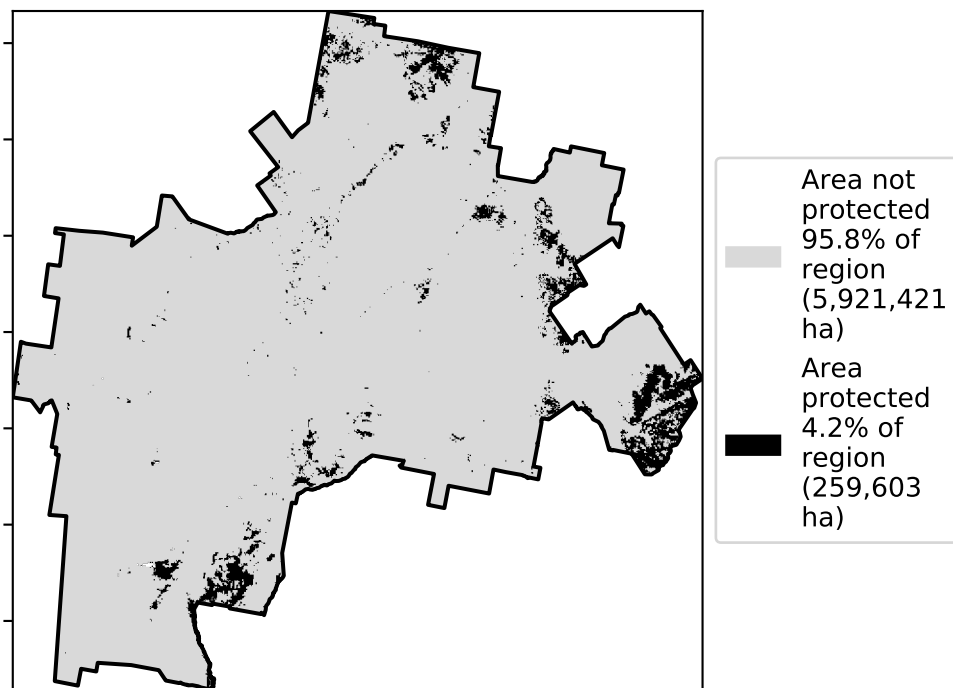 Area not
protected
95.8% of
region
(5,921,421
ha)
Area
protected
4.2% of
region
(259,603
ha)